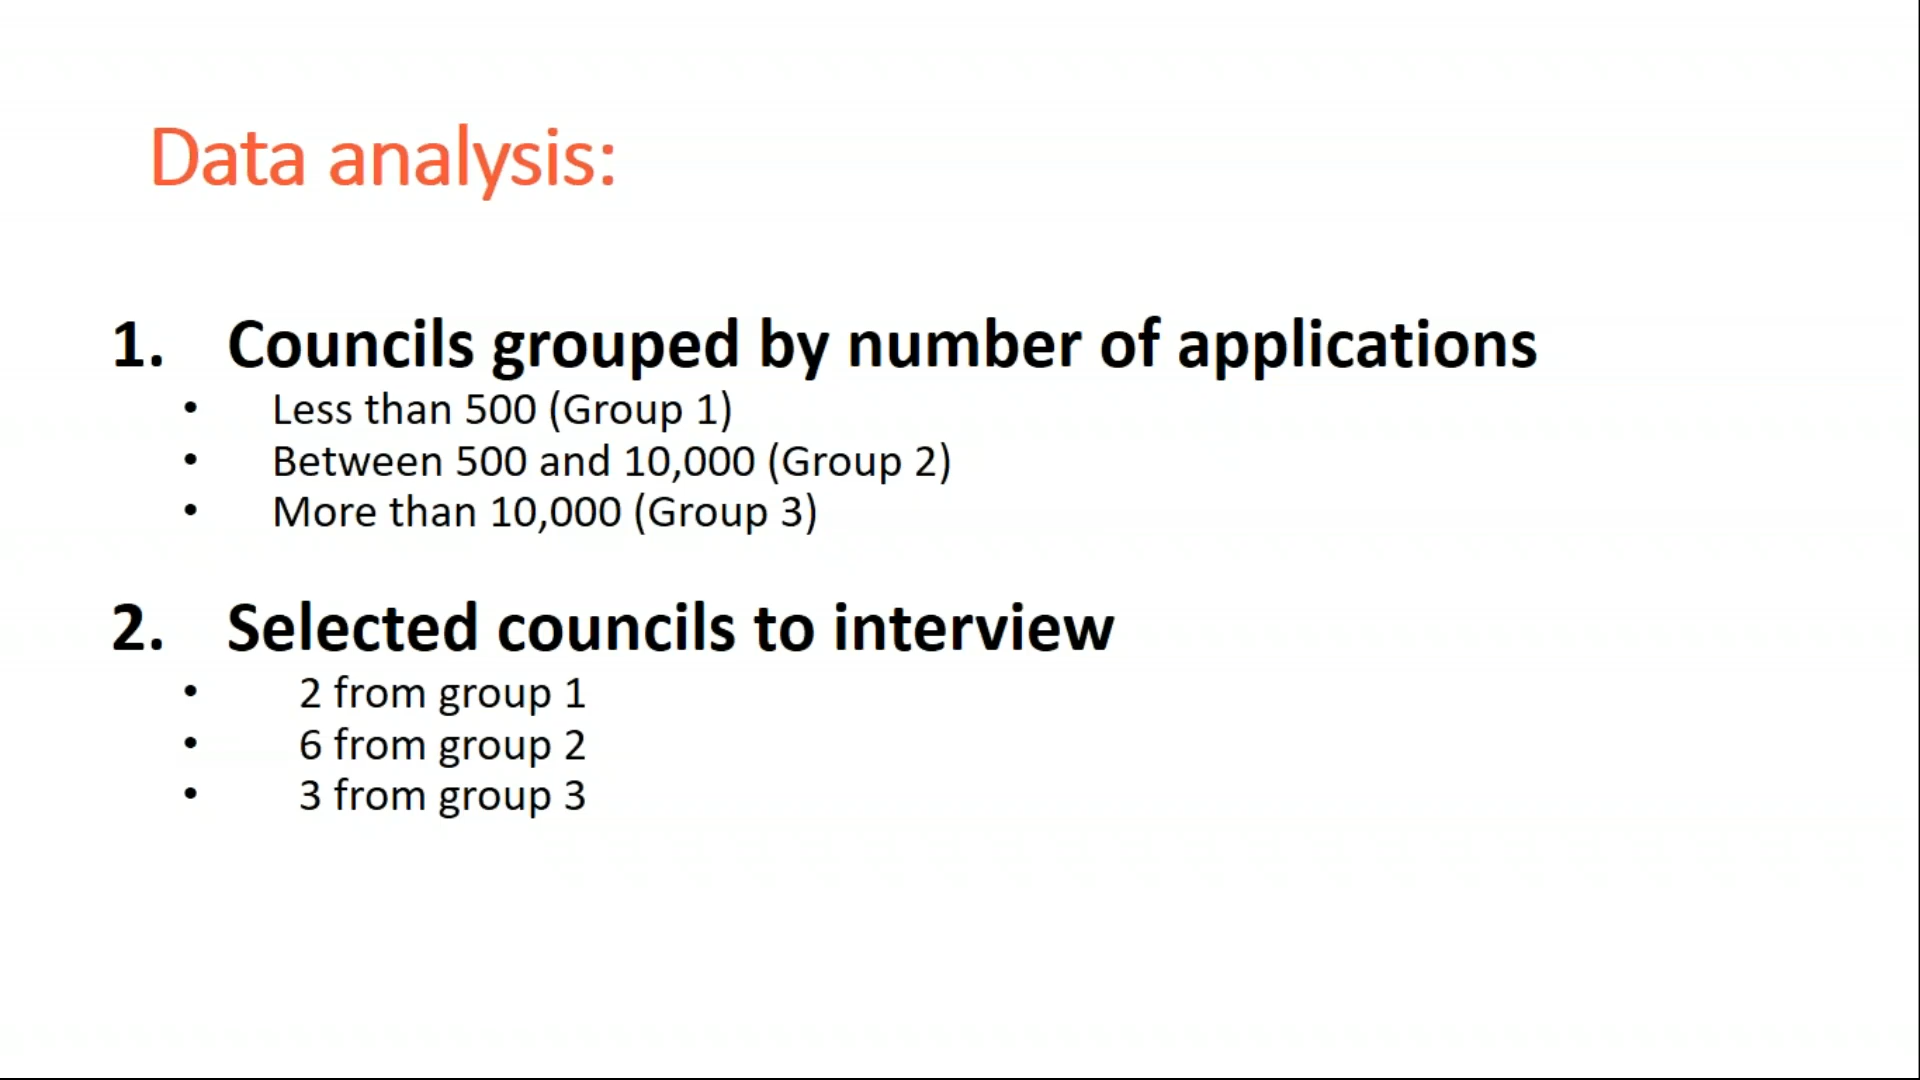 Data analysis:
1. Councils grouped by number of applications
• Less than 500 (Group 1)
• Between 500 and 10,000 (Group 2)
• More than 10,000 (Group 3)
2. Selected councils to interview
• 2 from group 1
• 6 from group 2
• 3 from group 3